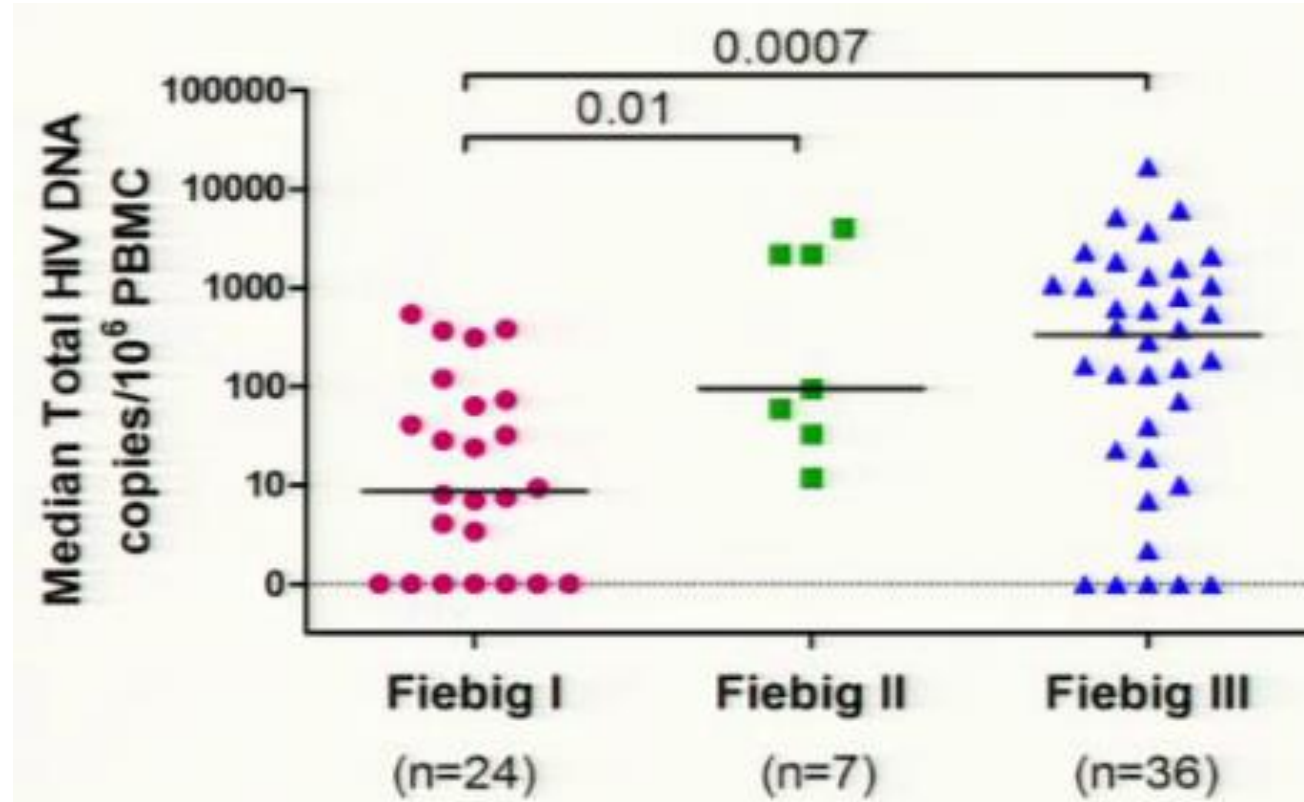 0.0007
0.01
Median Total HIV DNA
copies/10⁶ PBMC
100000
10000
1000
100
10
0
Fiebig I Fiebig II Fiebig III
(n=24) (n=7) (n=36)